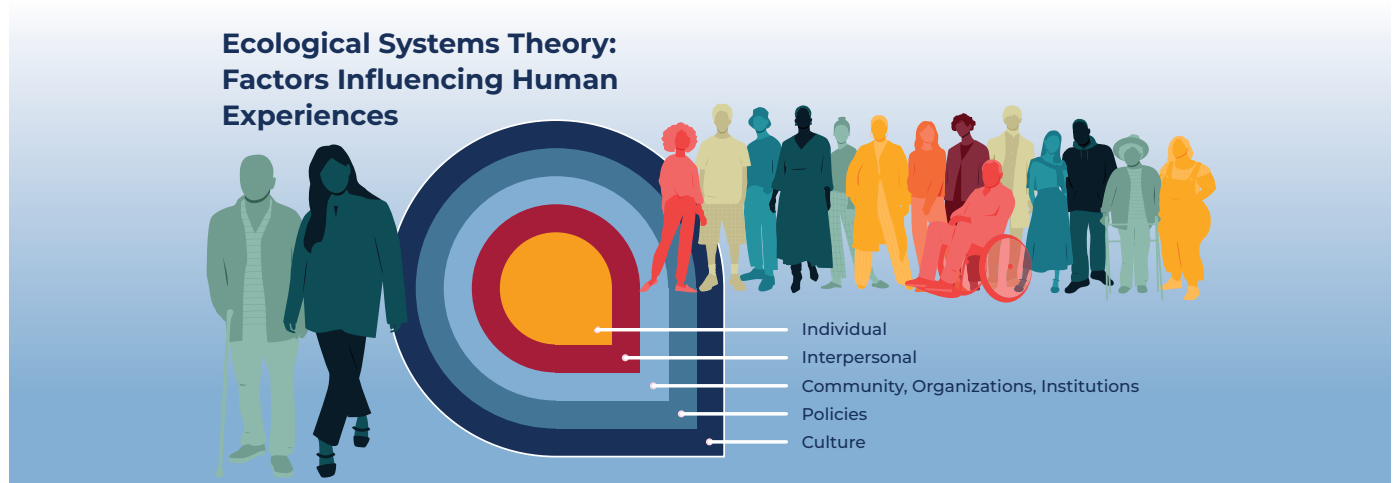 Ecological Systems Theory:
Factors Influencing Human
Experiences
Individual
Interpersonal
Community, Organizations, Institutions
Policies
Culture